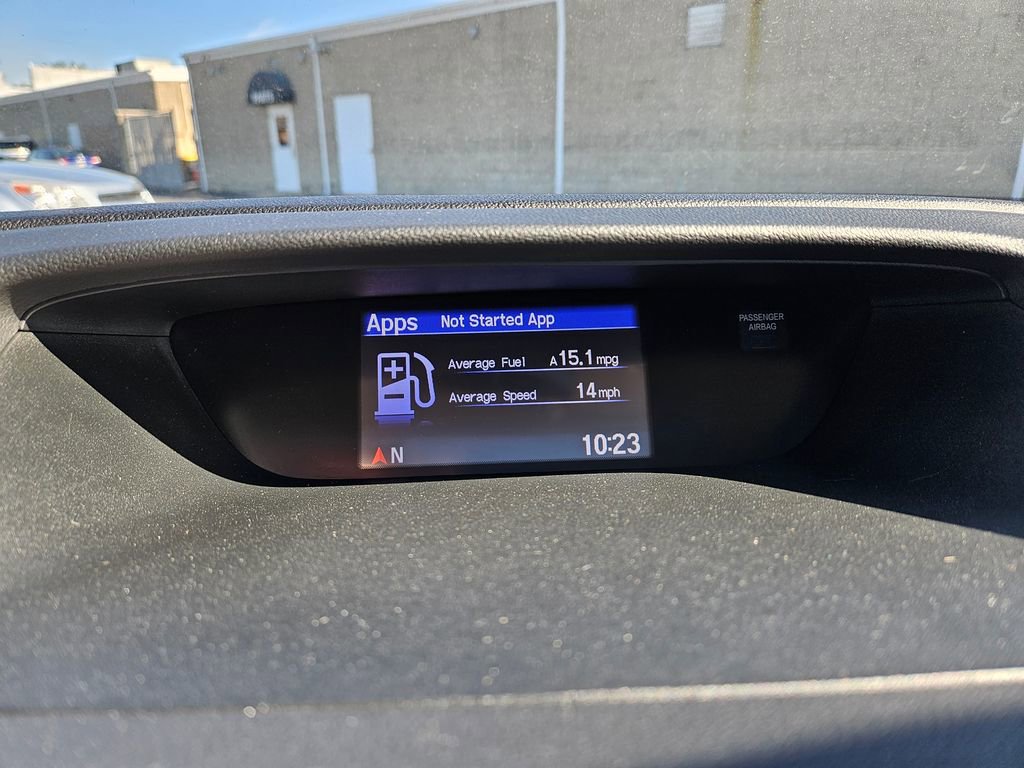 Apps Not Started App
Average Fuel A 15.1 mpg
Average Speed 14 mph
N 10:23
PASSENGER
AIRBAG